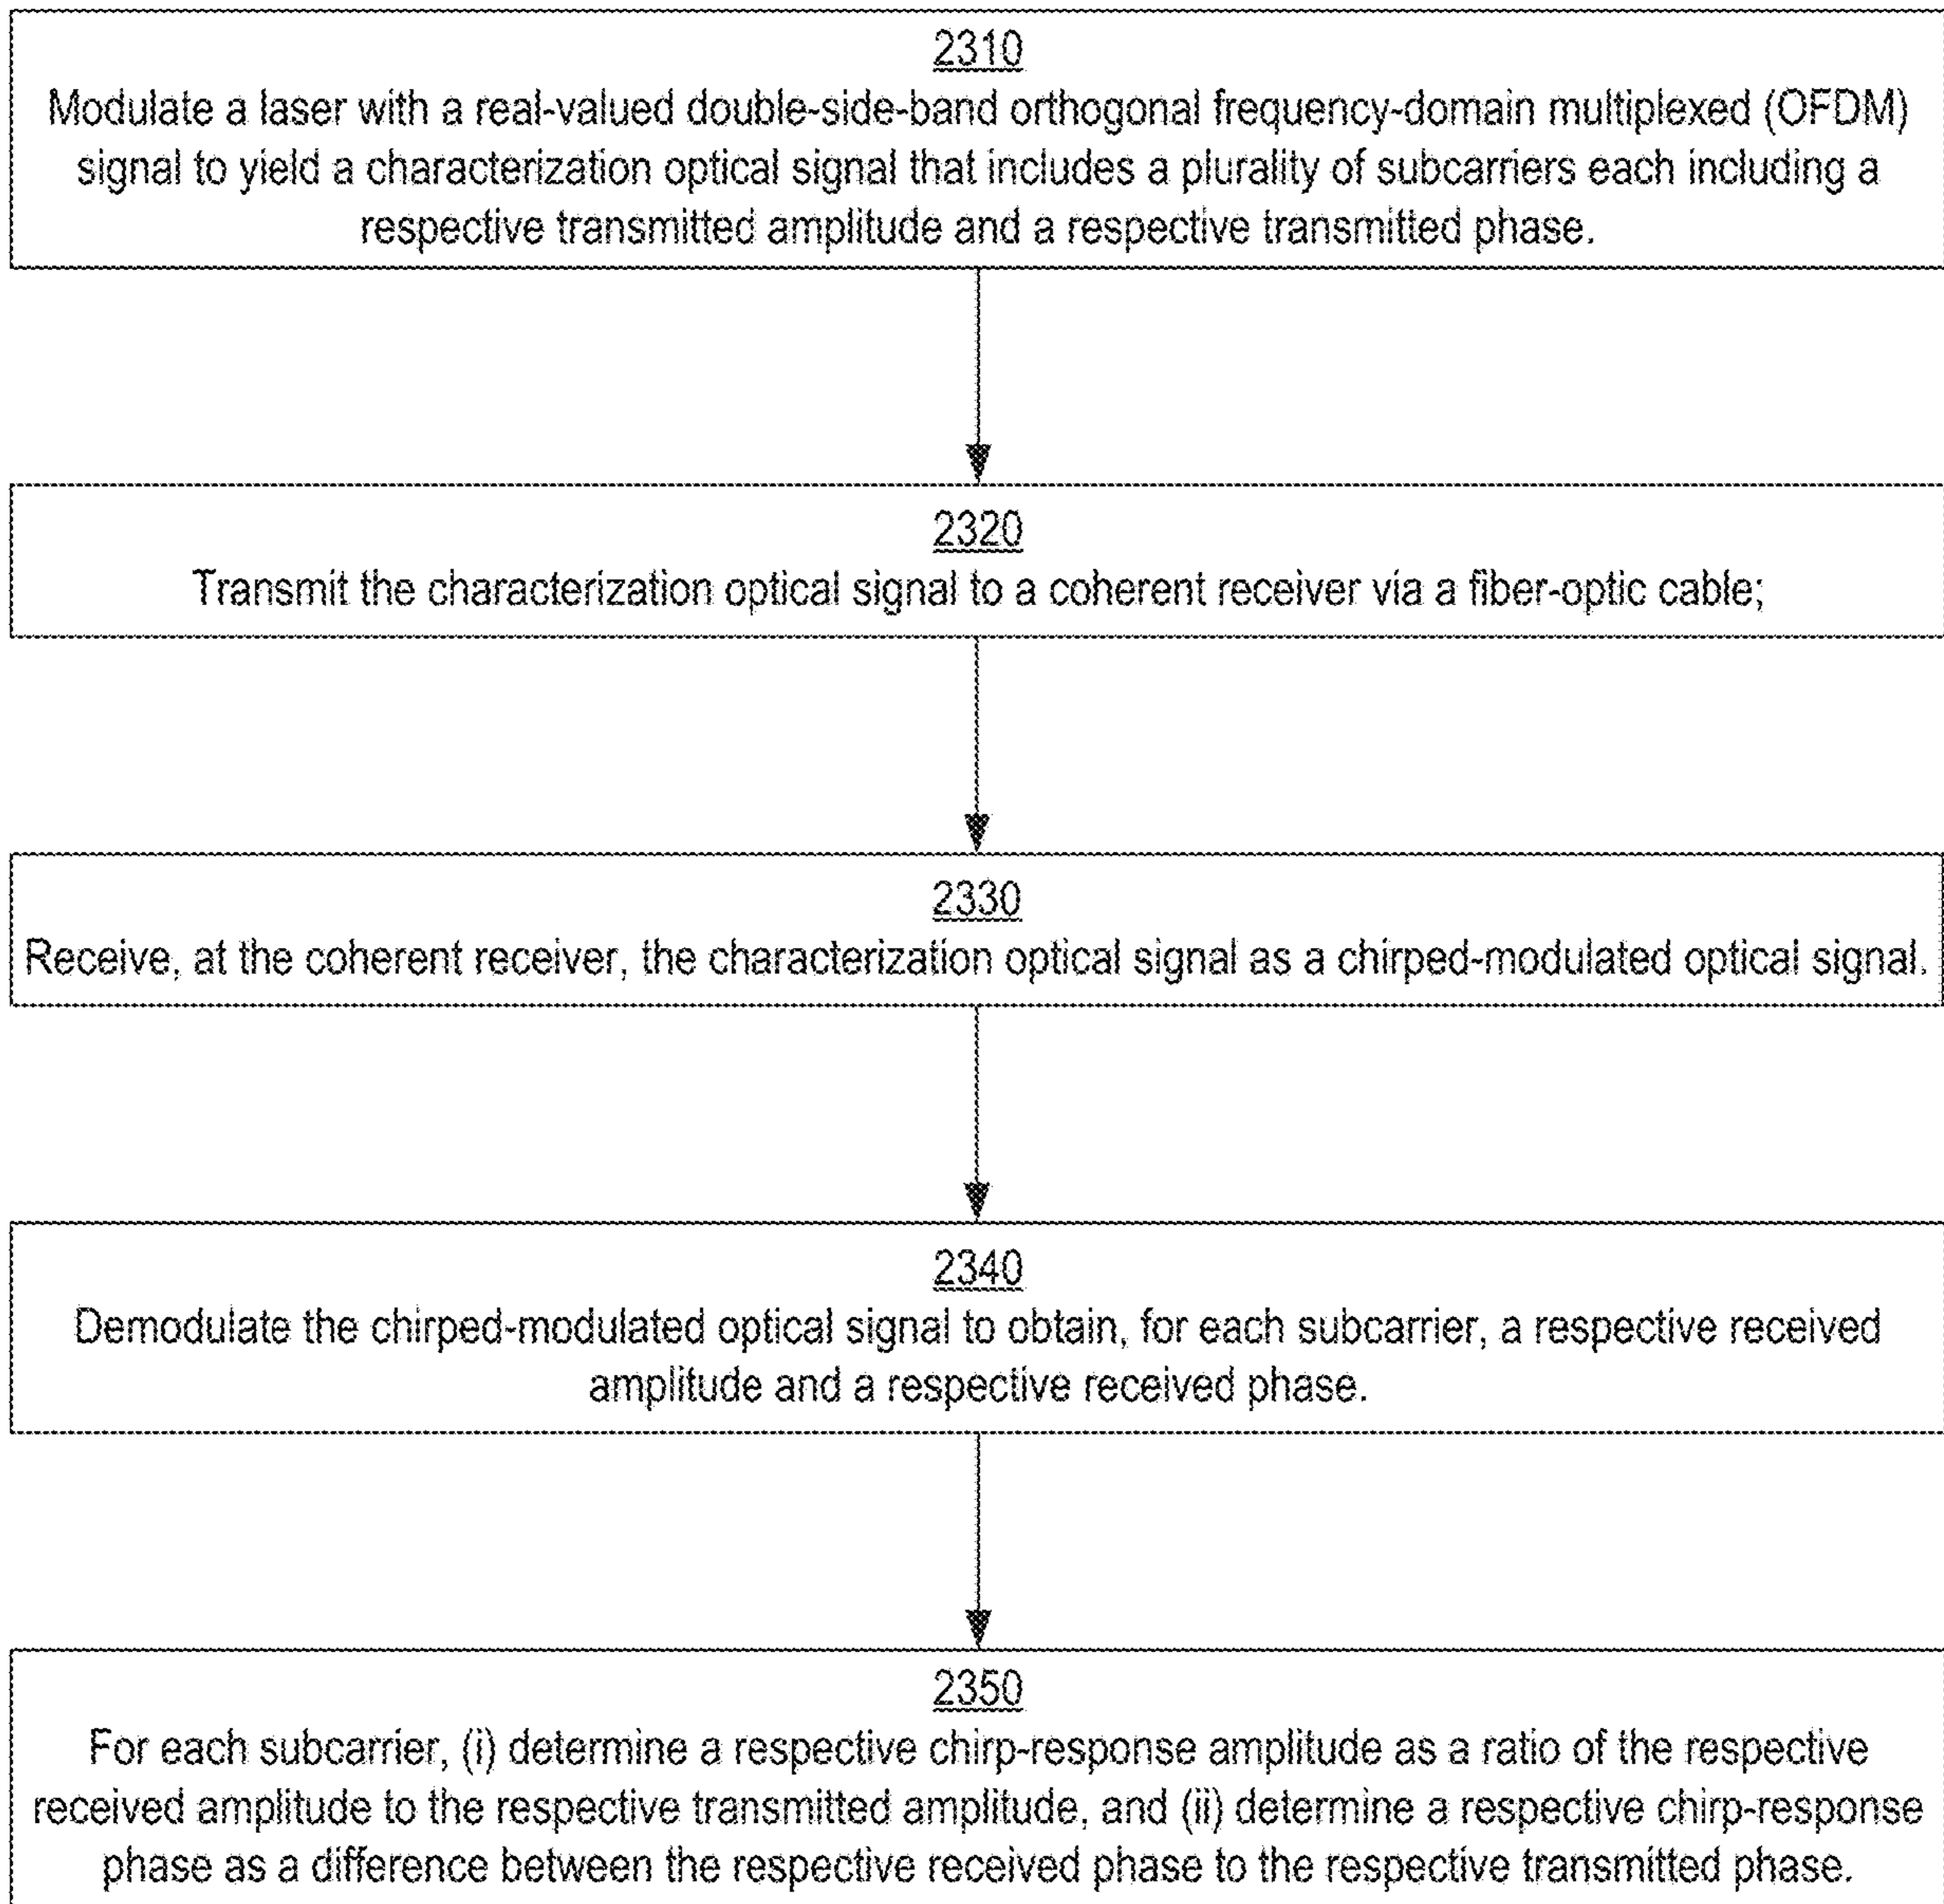 2310
Modulate a laser with a real-valued double-side-band orthogonal frequency-domain multiplexed (OFDM)
signal to yield a characterization optical signal that includes a plurality of subcarriers each including a
respective transmitted amplitude and a respective transmitted phase.
2320
Transmit the characterization optical signal to a coherent receiver via a fiber-optic cable;
2330
Receive, at the coherent receiver, the characterization optical signal as a chirped-modulated optical signal.
2340
Demodulate the chirped-modulated optical signal to obtain, for each subcarrier, a respective received
amplitude and a respective received phase.
2350
For each subcarrier, (i) determine a respective chirp-response amplitude as a ratio of the respective
received amplitude to the respective transmitted amplitude, and (ii) determine a respective chirp-response
phase as a difference between the respective received phase to the respective transmitted phase.